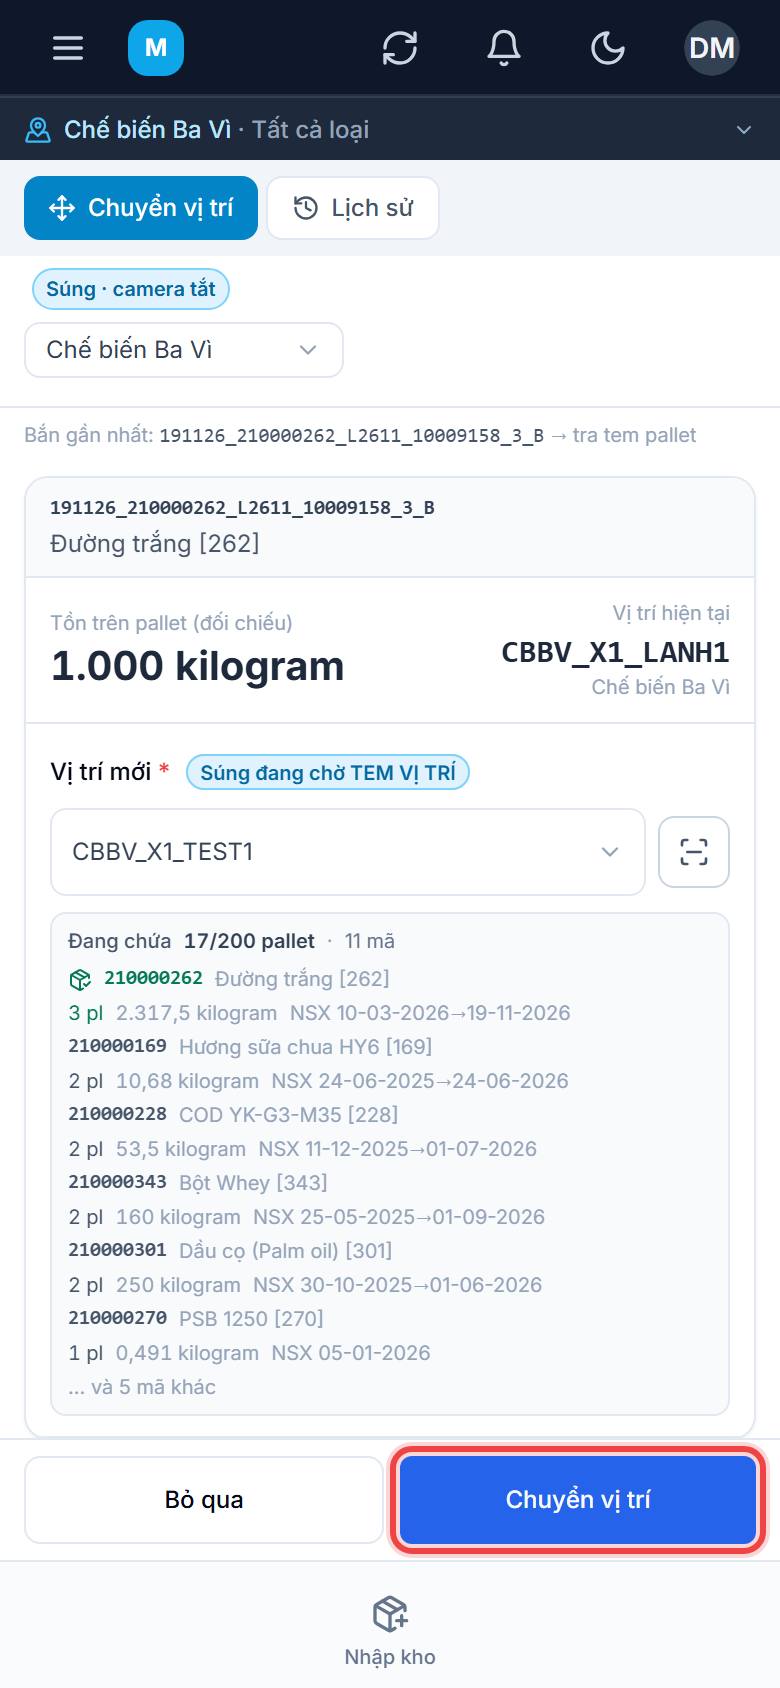 M
DM
Chế biến Ba Vì · Tất cả loại
Chuyển vị trí
Lịch sử
Súng · camera tắt
Chế biến Ba Vì
Bắn gần nhất: 191126_210000262_L2611_10009158_3_B → tra tem pallet
191126_210000262_L2611_10009158_3_B
Đường trắng [262]
Tồn trên pallet (đối chiếu)
1.000 kilogram
Vị trí hiện tại
CBBV_X1_LANH1
Chế biến Ba Vì
Vị trí mới *
Súng đang chờ TEM VỊ TRÍ
CBBV_X1_TEST1
Đang chứa 17/200 pallet · 11 mã
210000262 Đường trắng [262]
3 pl 2.317,5 kilogram NSX 10-03-2026→19-11-2026
210000169 Hương sữa chua HY6 [169]
2 pl 10,68 kilogram NSX 24-06-2025→24-06-2026
210000228 COD YK-G3-M35 [228]
2 pl 53,5 kilogram NSX 11-12-2025→01-07-2026
210000343 Bột Whey [343]
2 pl 160 kilogram NSX 25-05-2025→01-09-2026
210000301 Dầu cọ (Palm oil) [301]
2 pl 250 kilogram NSX 30-10-2025→01-06-2026
210000270 PSB 1250 [270]
1 pl 0,491 kilogram NSX 05-01-2026
... và 5 mã khác
Bỏ qua
Chuyển vị trí
Nhập kho